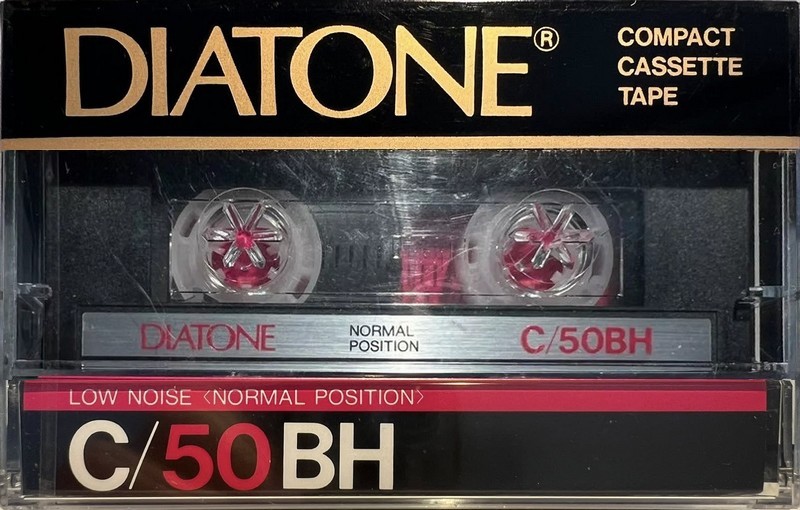 DIATONE®
COMPACT
CASSETTE
TAPE
DIATONE
NORMAL
POSITION
C/50BH
LOW NOISE 〈NORMAL POSITION〉
C/50BH